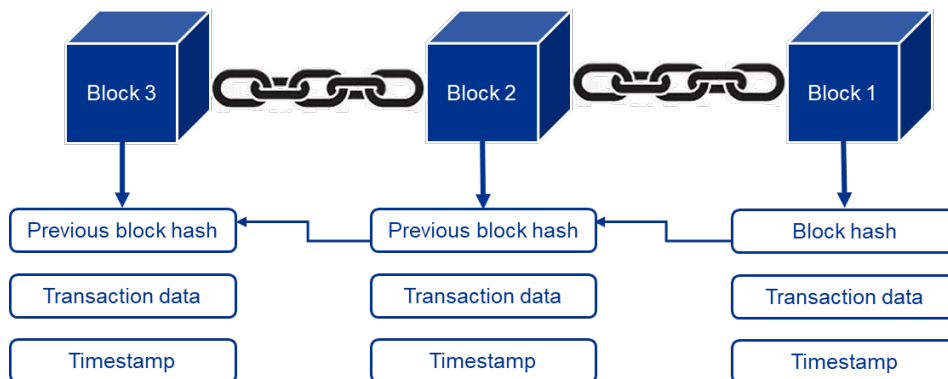 Block 3
Block 2
Block 1
Previous block hash
Previous block hash
Block hash
Transaction data
Transaction data
Transaction data
Timestamp
Timestamp
Timestamp